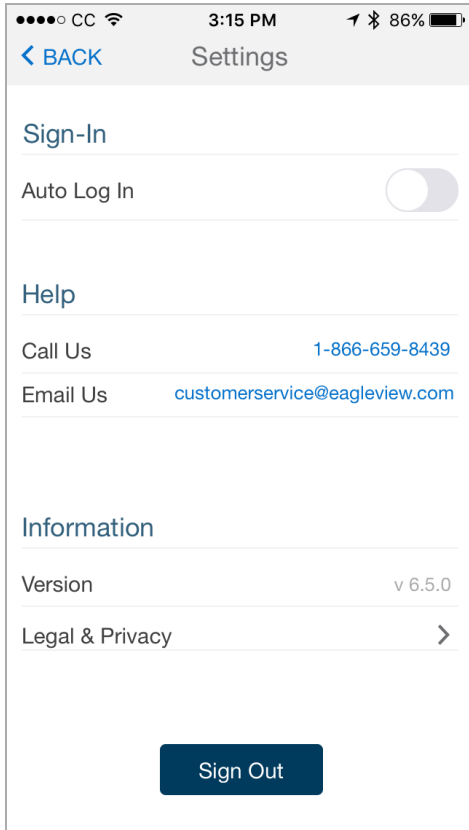 CC 3:15 PM 86%
BACK Settings
Sign-In
Auto Log In
Help
Call Us 1-866-659-8439
Email Us customerservice@eagleview.com
Information
Version v 6.5.0
Legal & Privacy
Sign Out